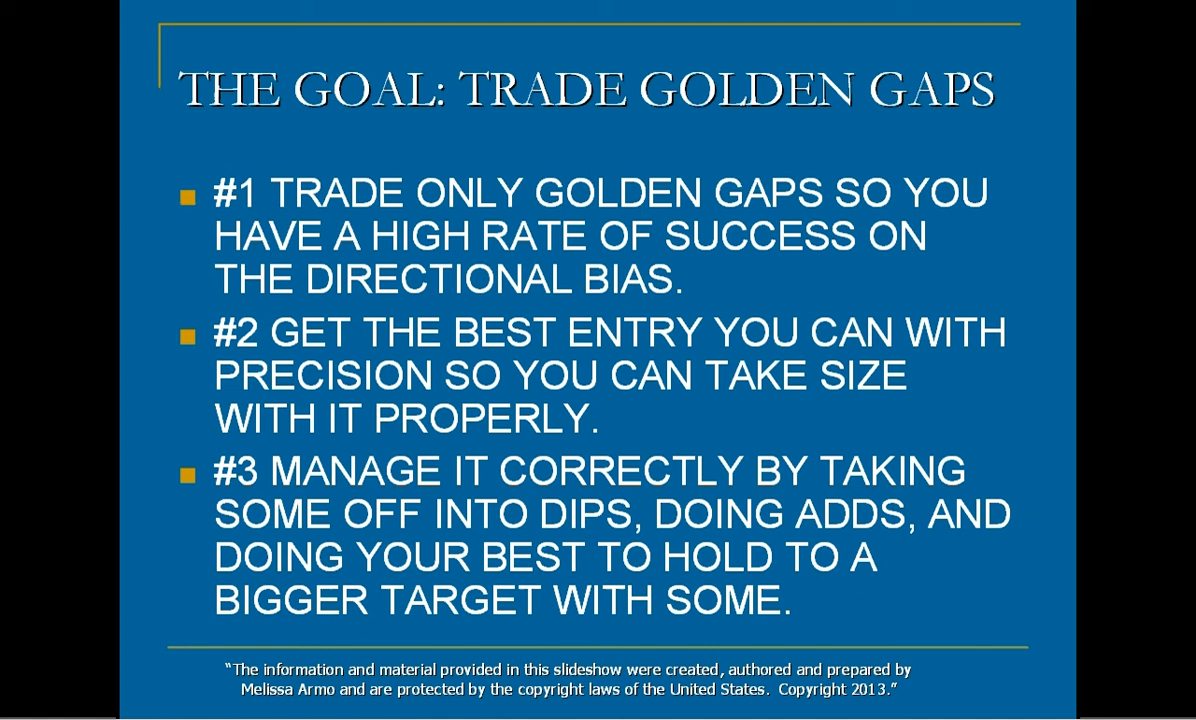 THE GOAL: TRADE GOLDEN GAPS
#1 TRADE ONLY GOLDEN GAPS SO YOU
HAVE A HIGH RATE OF SUCCESS ON
THE DIRECTIONAL BIAS.
#2 GET THE BEST ENTRY YOU CAN WITH
PRECISION SO YOU CAN TAKE SIZE
WITH IT PROPERLY.
#3 MANAGE IT CORRECTLY BY TAKING
SOME OFF INTO DIPS, DOING ADDS, AND
DOING YOUR BEST TO HOLD TO A
BIGGER TARGET WITH SOME.
“The information and material provided in this slideshow were created, authored and prepared by
Melissa Armo and are protected by the copyright laws of the United States.  Copyright 2013.”